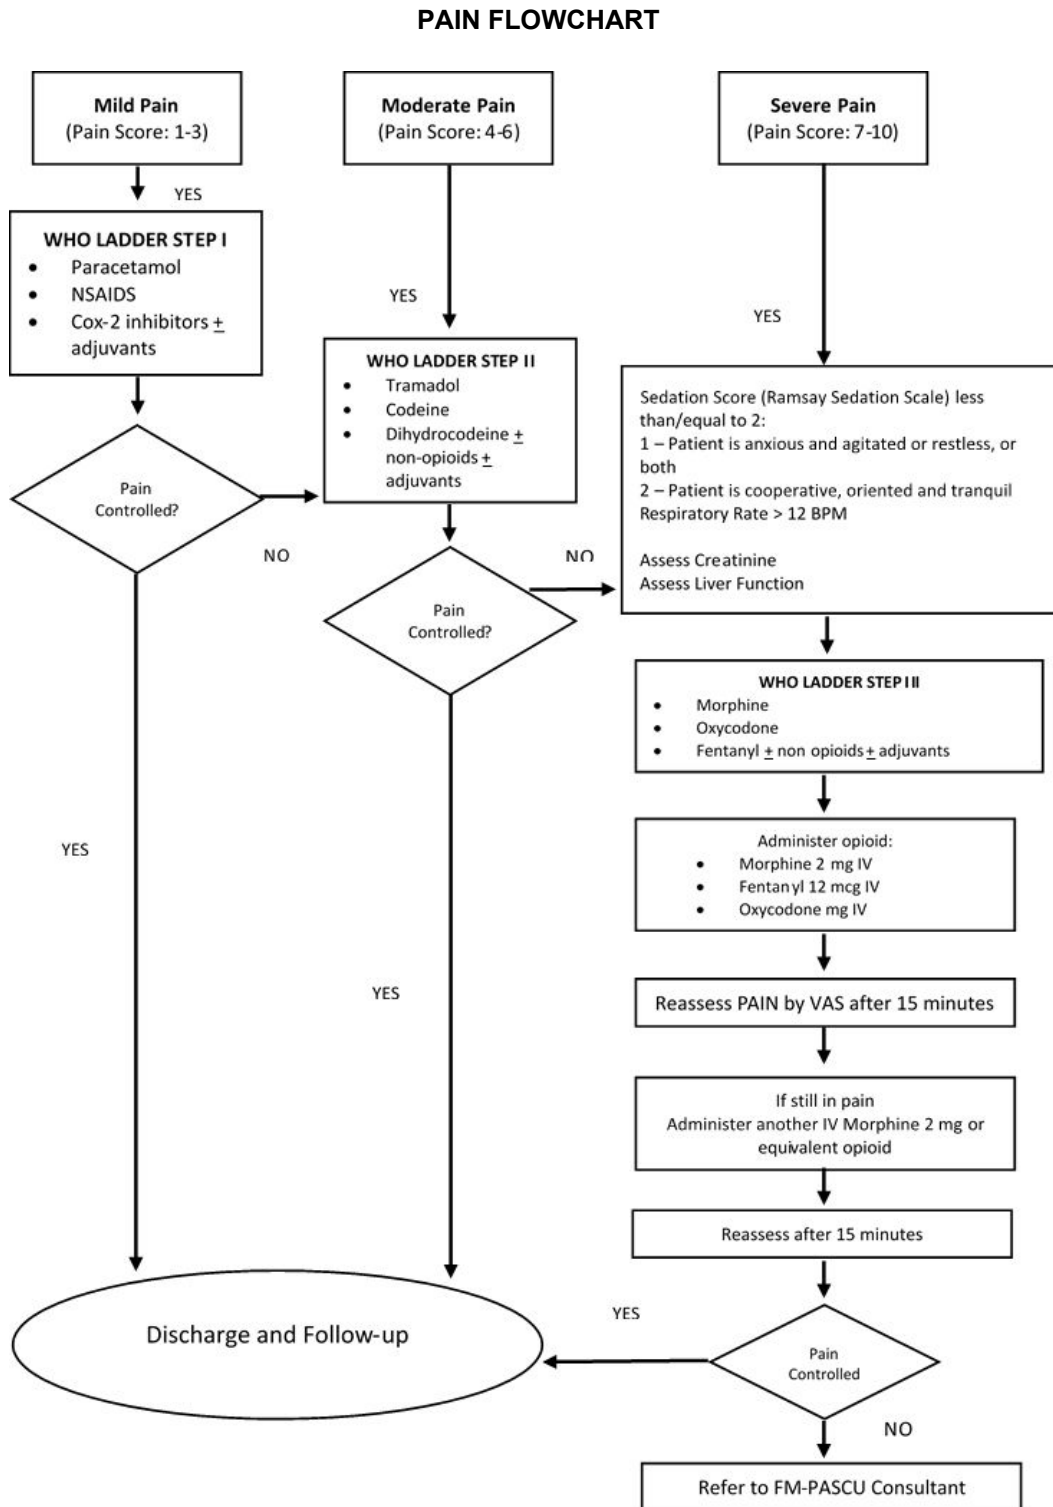 PAIN FLOWCHART
Mild Pain
(Pain Score: 1-3)
Moderate Pain
(Pain Score: 4-6)
Severe Pain
(Pain Score: 7-10)
YES
WHO LADDER STEP I
• Paracetamol
• NSAIDS
• Cox-2 inhibitors ±
adjuvants
YES
WHO LADDER STEP II
• Tramadol
• Codeine
• Dihydrocodeine ±
non-opioids ±
adjuvants
YES
Sedation Score (Ramsay Sedation Scale) less
than/equal to 2:
1 – Patient is anxious and agitated or restless, or
both
2 – Patient is cooperative, oriented and tranquil
Respiratory Rate > 12 BPM
Assess Creatinine
Assess Liver Function
Pain
Controlled?
NO
Pain
Controlled?
NO
WHO LADDER STEP III
• Morphine
• Oxycodone
• Fentanyl ± non opioids ± adjuvants
Administer opioid:
• Morphine 2 mg IV
• Fentanyl 12 mcg IV
• Oxycodone mg IV
YES
YES
Reassess PAIN by VAS after 15 minutes
If still in pain
Administer another IV Morphine 2 mg or
equivalent opioid
Reassess after 15 minutes
Discharge and Follow-up
YES
Pain
Controlled
NO
Refer to FM-PASCU Consultant